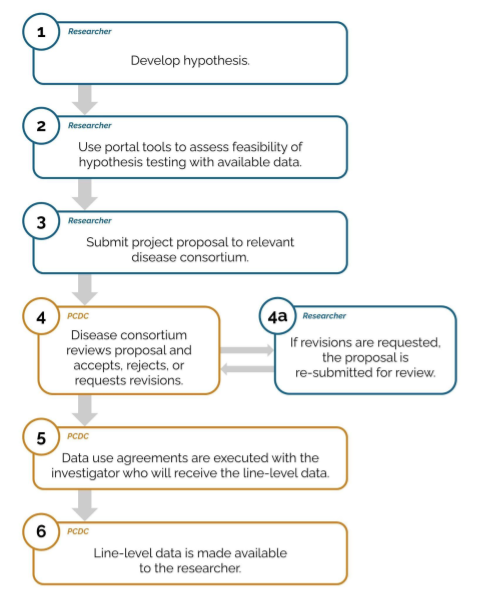 1
Researcher
Develop hypothesis.
2
Researcher
Use portal tools to assess feasibility of
hypothesis testing with available data.
3
Researcher
Submit project proposal to relevant
disease consortium.
4
PCDC
Disease consortium
reviews proposal and
accepts, rejects, or
requests revisions.
4a
Researcher
If revisions are requested,
the proposal is
re-submitted for review.
5
PCDC
Data use agreements are executed with the
investigator who will receive the line-level data.
6
PCDC
Line-level data is made available
to the researcher.